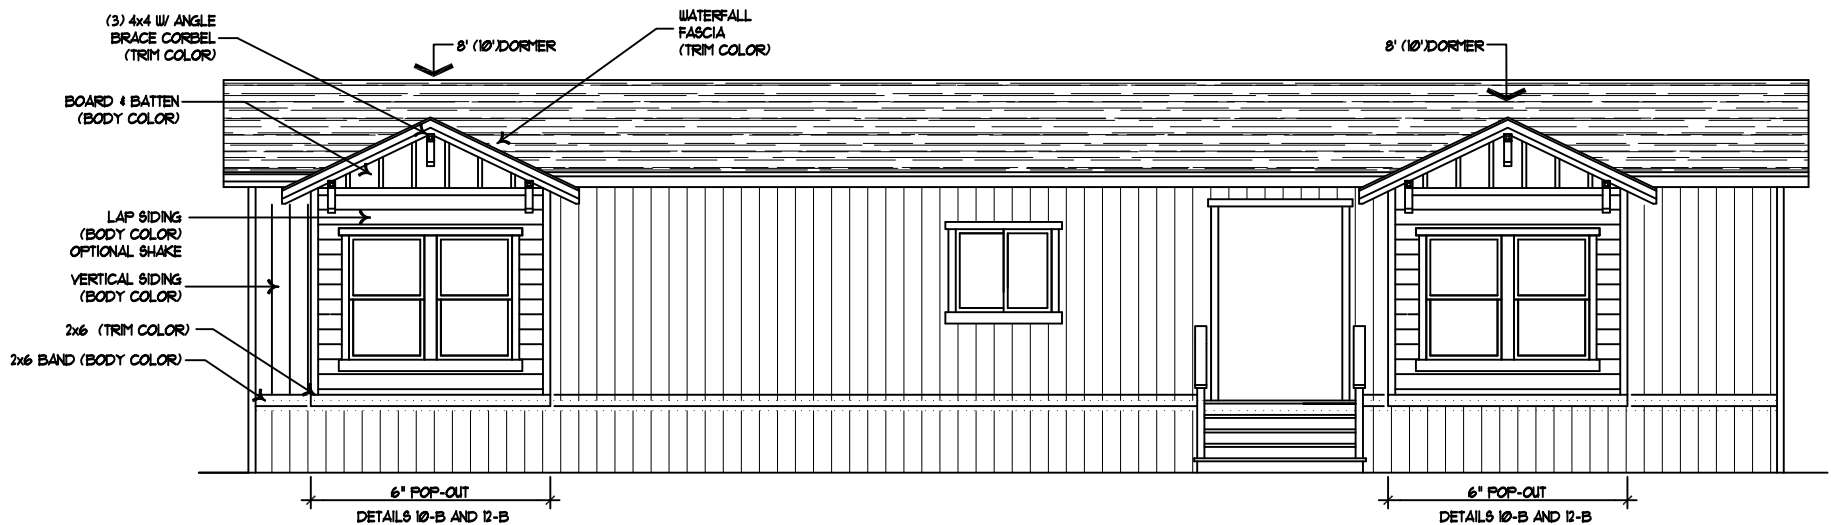 (3) 4x4 W/ ANGLE
BRACE CORBEL
(TRIM COLOR)
8' (10')DORMER
WATERFALL
FASCIA
(TRIM COLOR)
8' (10')DORMER
BOARD & BATTEN
(BODY COLOR)
LAP SIDING
(BODY COLOR)
OPTIONAL SHAKE
VERTICAL SIDING
(BODY COLOR)
2x6 (TRIM COLOR)
2x6 BAND (BODY COLOR)
6" POP-OUT
DETAILS 10-B AND 12-B
6" POP-OUT
DETAILS 10-B AND 12-B